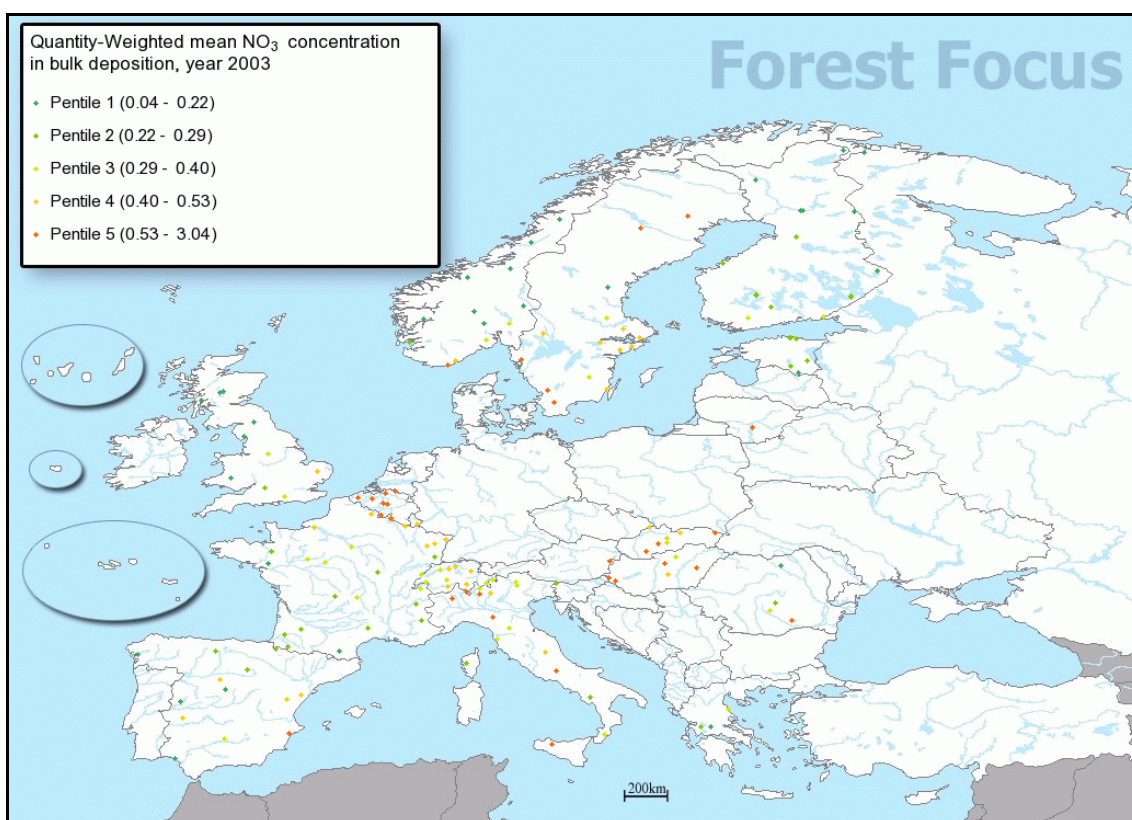 Quantity-Weighted mean NO₃ concentration
in bulk deposition, year 2003
Pentile 1 (0.04 - 0.22)
Pentile 2 (0.22 - 0.29)
Pentile 3 (0.29 - 0.40)
Pentile 4 (0.40 - 0.53)
Pentile 5 (0.53 - 3.04)
Forest Focus
200km